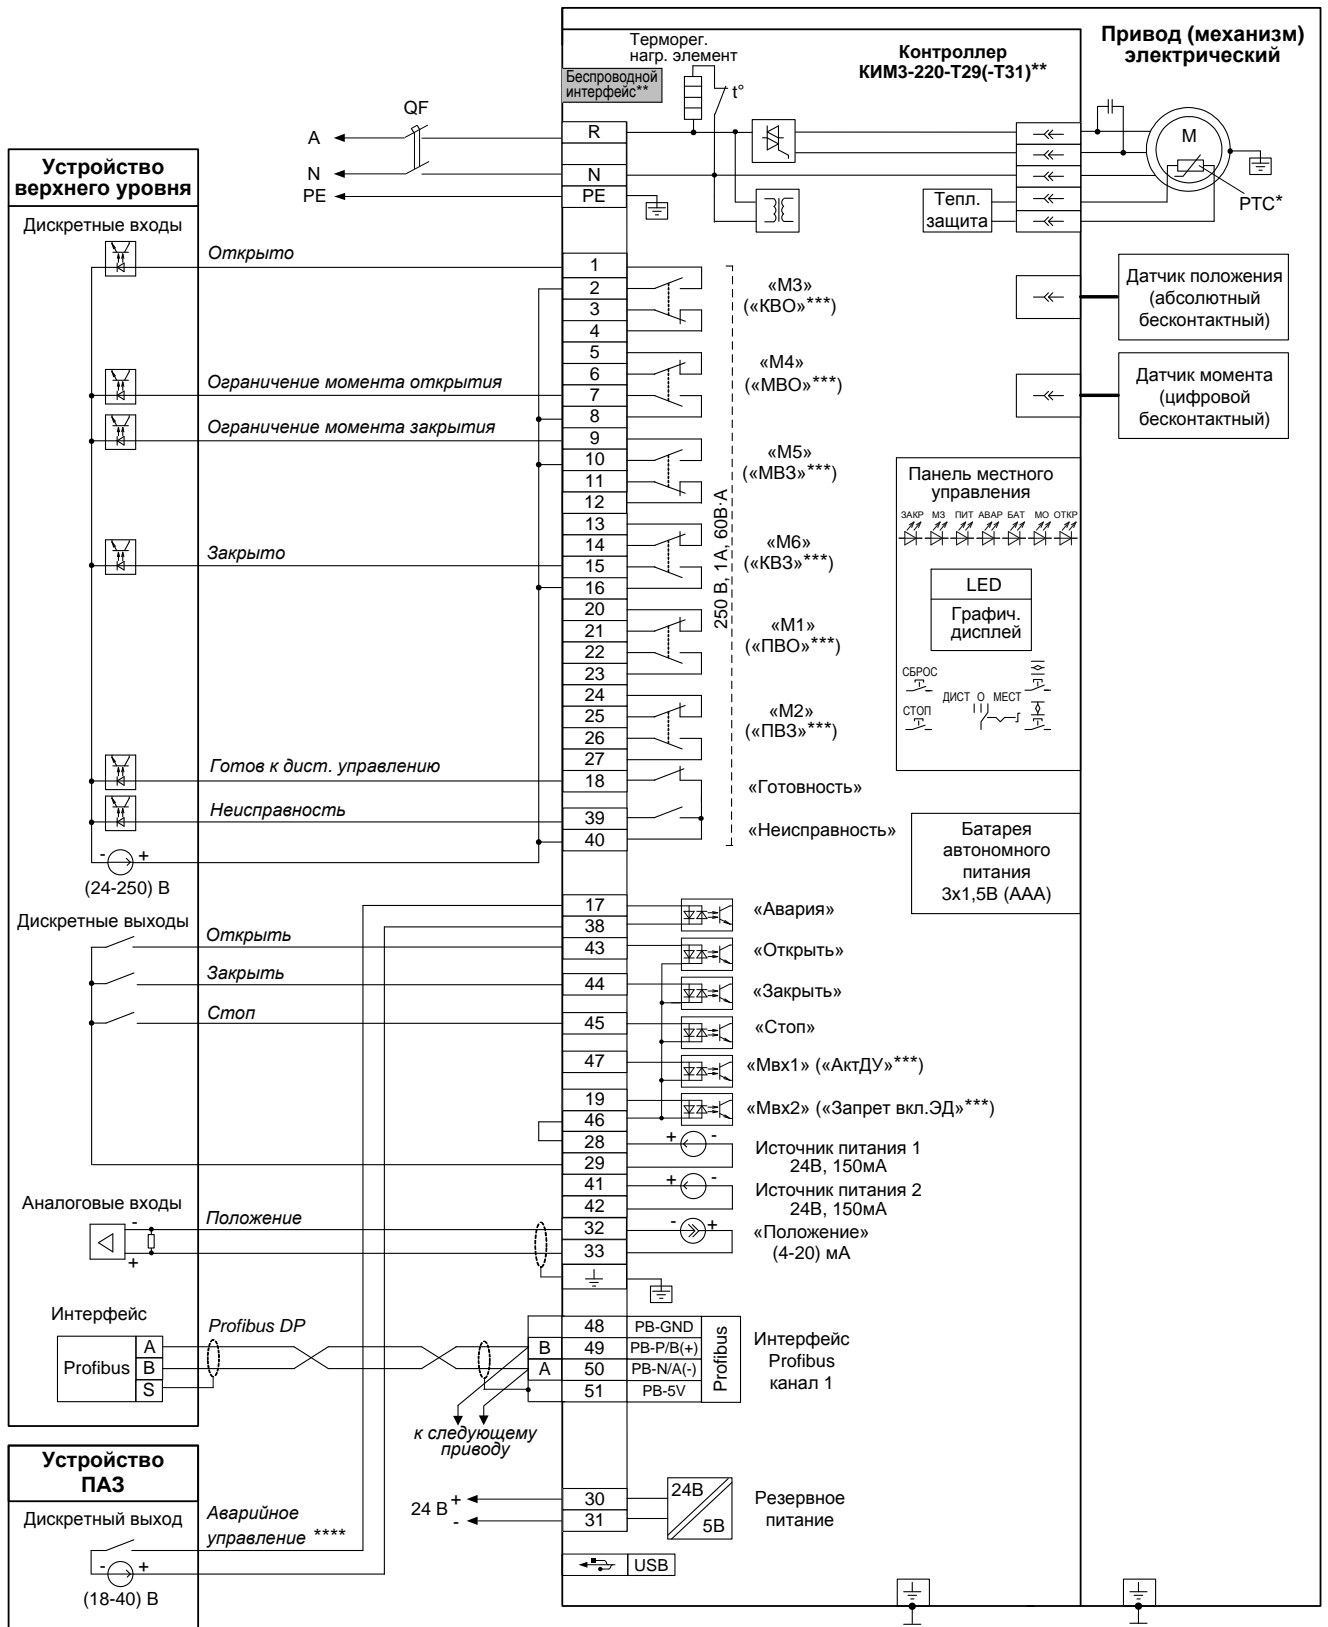 Привод (механизм)
электрический
Контроллер
КИМ3-220-Т29(-Т31)**
Терморег.
нагр. элемент
Беспроводной
интерфейс**
t°
QF
A
N
PE
R
N
PE
M
PTC*
Тепл.
защита
Устройство
верхнего уровня
Дискретные входы
Открыто
1
2
3
4
«М3»
(«КВО»***)
Датчик положения
(абсолютный
бесконтактный)
5
6
7
8
«М4»
(«МВО»***)
Ограничение момента открытия
Датчик момента
(цифровой
бесконтактный)
Ограничение момента закрытия
9
10
11
12
«М5»
(«МВЗ»***)
250 В, 1А, 60В·А
Закрыто
13
14
15
16
«М6»
(«КВЗ»***)
20
21
22
23
«М1»
(«ПВО»***)
24
25
26
27
«М2»
(«ПВЗ»***)
Панель местного
управления
ЗАКР МЗ ПИТ АВАР БАТ МО ОТКР
LED
Графич.
дисплей
СБРОС
СТОП
ДИСТ О МЕСТ
Готов к дист. управлению
18
«Готовность»
Неисправность
39
40
«Неисправность»
- +
(24-250) В
Батарея
автономного
питания
3х1,5В (ААА)
Дискретные выходы
17
38
«Авария»
Открыть
43
«Открыть»
Закрыть
44
«Закрыть»
Стоп
45
«Стоп»
47
«Мвх1» («АктДУ»***)
19
46
«Мвх2» («Запрет вкл.ЭД»***)
28
29
+ -
Источник питания 1
24В, 150мА
41
42
+ -
Источник питания 2
24В, 150мА
Аналоговые входы
-
+
Положение
32
33
- +
«Положение»
(4-20) мА
Интерфейс
Profibus
A
B
S
Profibus DP
B
A
48 PB-GND
49 PB-P/B(+)
50 PB-N/A(-)
51 PB-5V
Profibus
Интерфейс
Profibus
канал 1
к следующему
приводу
Устройство
ПАЗ
Дискретный выход
- +
(18-40) В
Аварийное
управление ****
24 В
+
-
30
31
24В
5В
Резервное
питание
USB